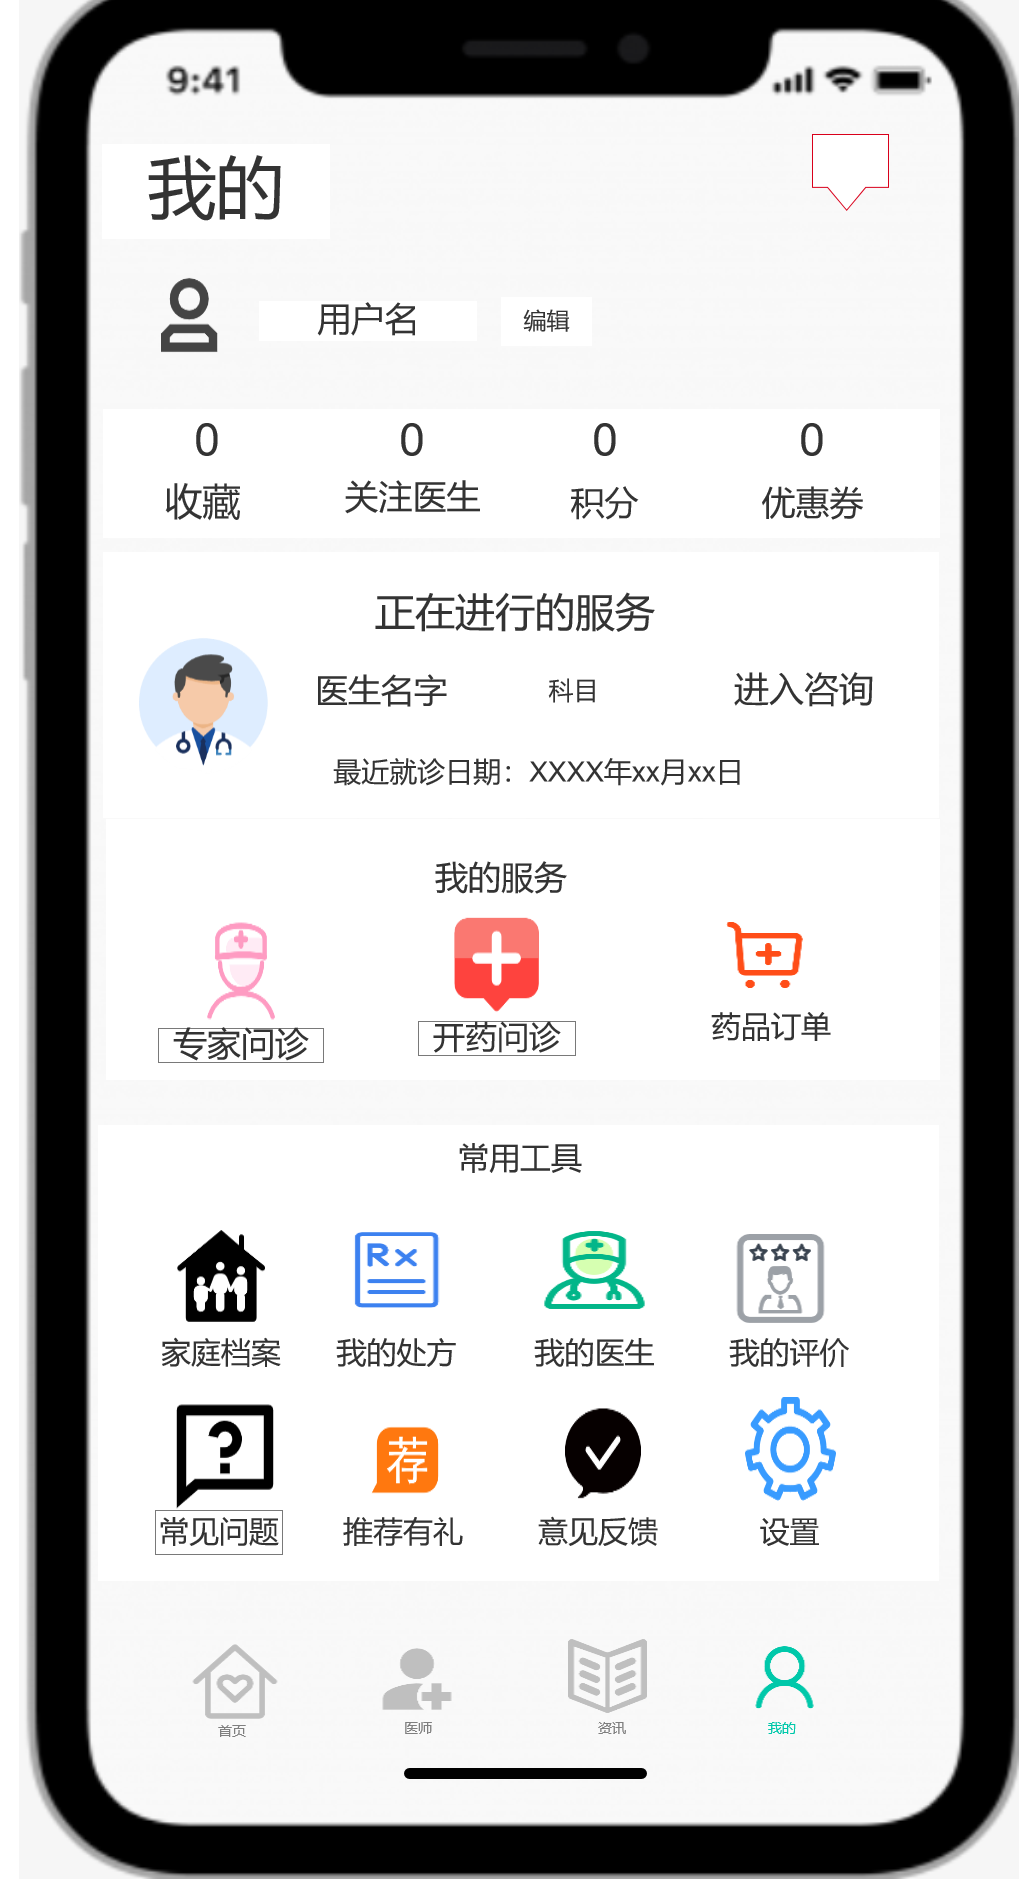 9:41
我的
用户名 编辑
0 0 0 0
收藏 关注医生 积分 优惠券
正在进行的服务
医生名字 科目 进入咨询
最近就诊日期：XXXX年xx月xx日
我的服务
专家问诊 开药问诊 药品订单
常用工具
Rx
家庭档案 我的处方 我的医生 我的评价
?
荐
常见问题 推荐有礼 意见反馈 设置
首页 医师 资讯 我的